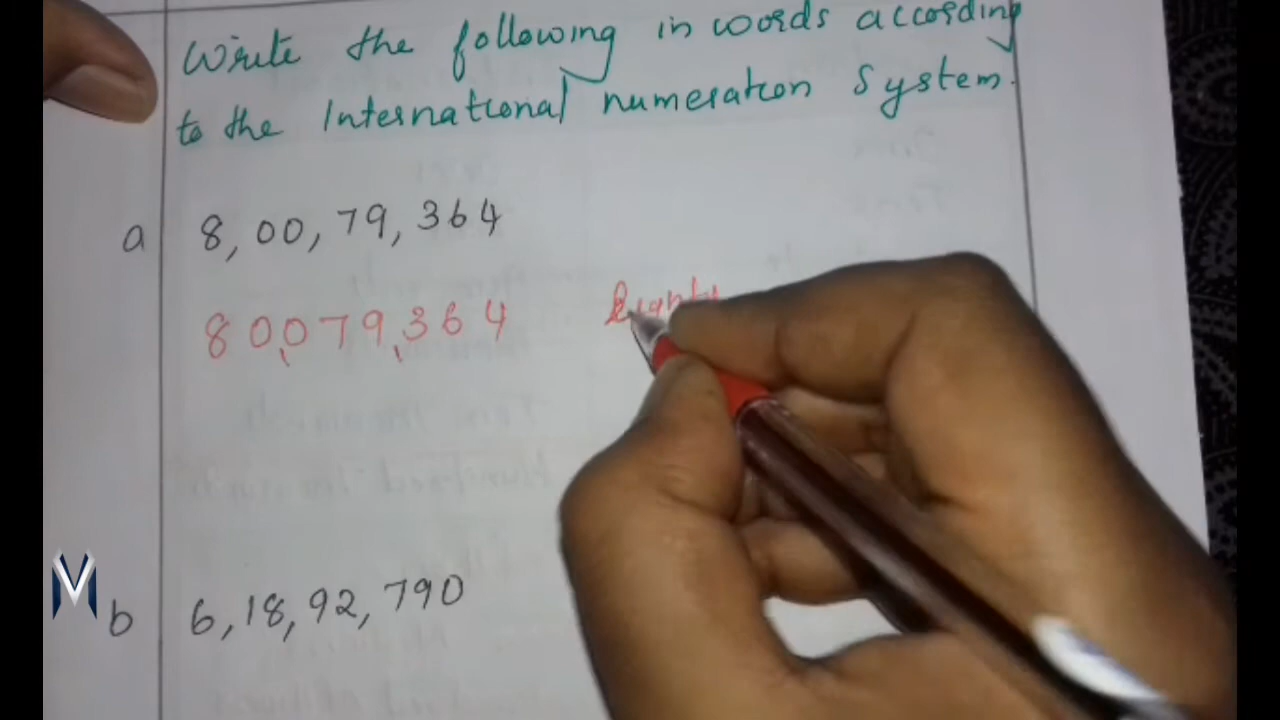 Write the following in words according
to the International numeration system.
a 8,00,79,364
80,079,364 Eighty
b 6,18,92,790
M